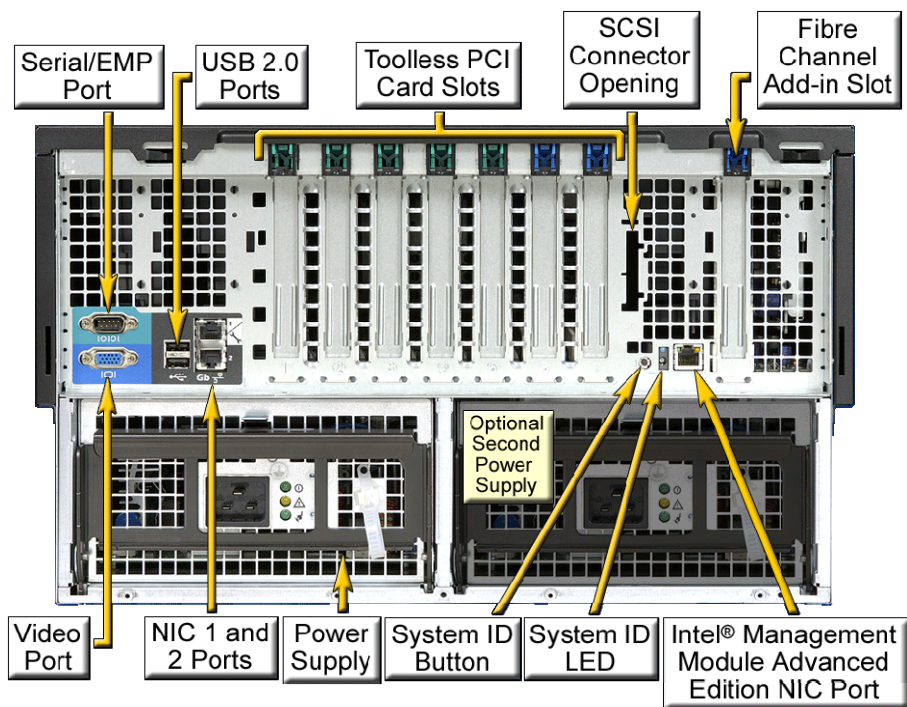 Serial/EMP
Port
USB 2.0
Ports
Toolless PCI
Card Slots
SCSI
Connector
Opening
Fibre
Channel
Add-in Slot
2
Gb
Optional
Second
Power
Supply
Video
Port
NIC 1 and
2 Ports
Power
Supply
System ID
Button
System ID
LED
Intel® Management
Module Advanced
Edition NIC Port